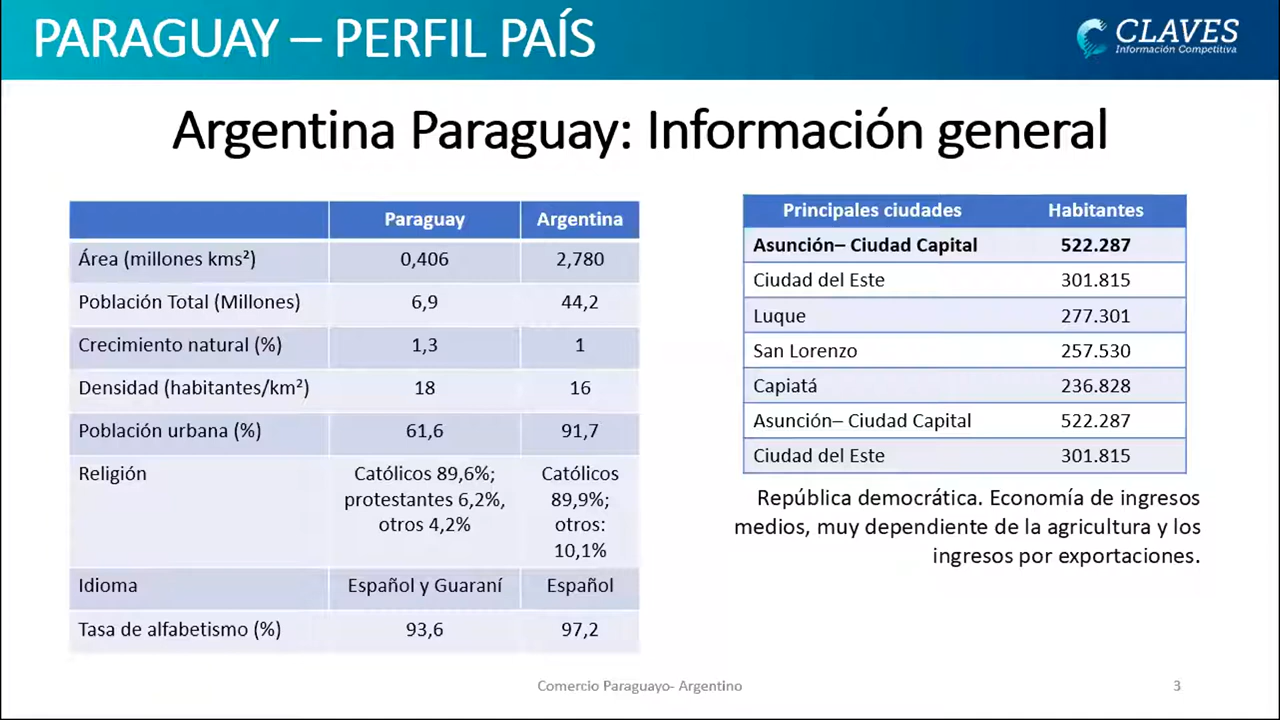 PARAGUAY – PERFIL PAÍS
CLAVES
Información Competitiva
Argentina Paraguay: Información general
Paraguay Argentina
Área (millones kms²) 0,406 2,780
Población Total (Millones) 6,9 44,2
Crecimiento natural (%) 1,3 1
Densidad (habitantes/km²) 18 16
Población urbana (%) 61,6 91,7
Religión Católicos 89,6%; Católicos
protestantes 6,2%, 89,9%;
otros 4,2% otros:
10,1%
Idioma Español y Guaraní Español
Tasa de alfabetismo (%) 93,6 97,2
Principales ciudades Habitantes
Asunción– Ciudad Capital 522.287
Ciudad del Este 301.815
Luque 277.301
San Lorenzo 257.530
Capiatá 236.828
Asunción– Ciudad Capital 522.287
Ciudad del Este 301.815
República democrática. Economía de ingresos
medios, muy dependiente de la agricultura y los
ingresos por exportaciones.
Comercio Paraguayo- Argentino
3